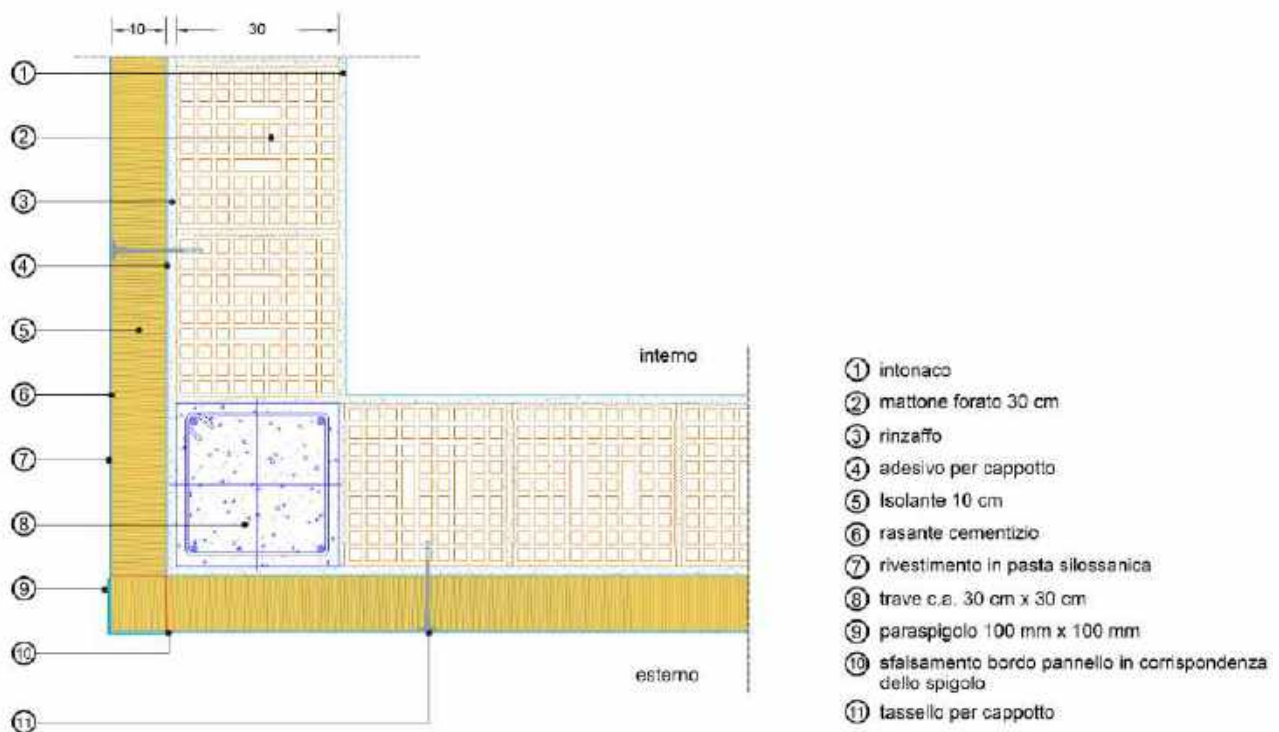 10 30
1
2
3
4
5
6
7
8
9
10
11
interno
esterno
1 intonaco
2 mattone forato 30 cm
3 rinzaffo
4 adesivo per cappotto
5 Isolante 10 cm
6 rasante cementizio
7 rivestimento in pasta silossanica
8 trave c.a. 30 cm x 30 cm
9 paraspigolo 100 mm x 100 mm
10 sfalsamento bordo pannello in corrispondenza
dello spigolo
11 tassello per cappotto